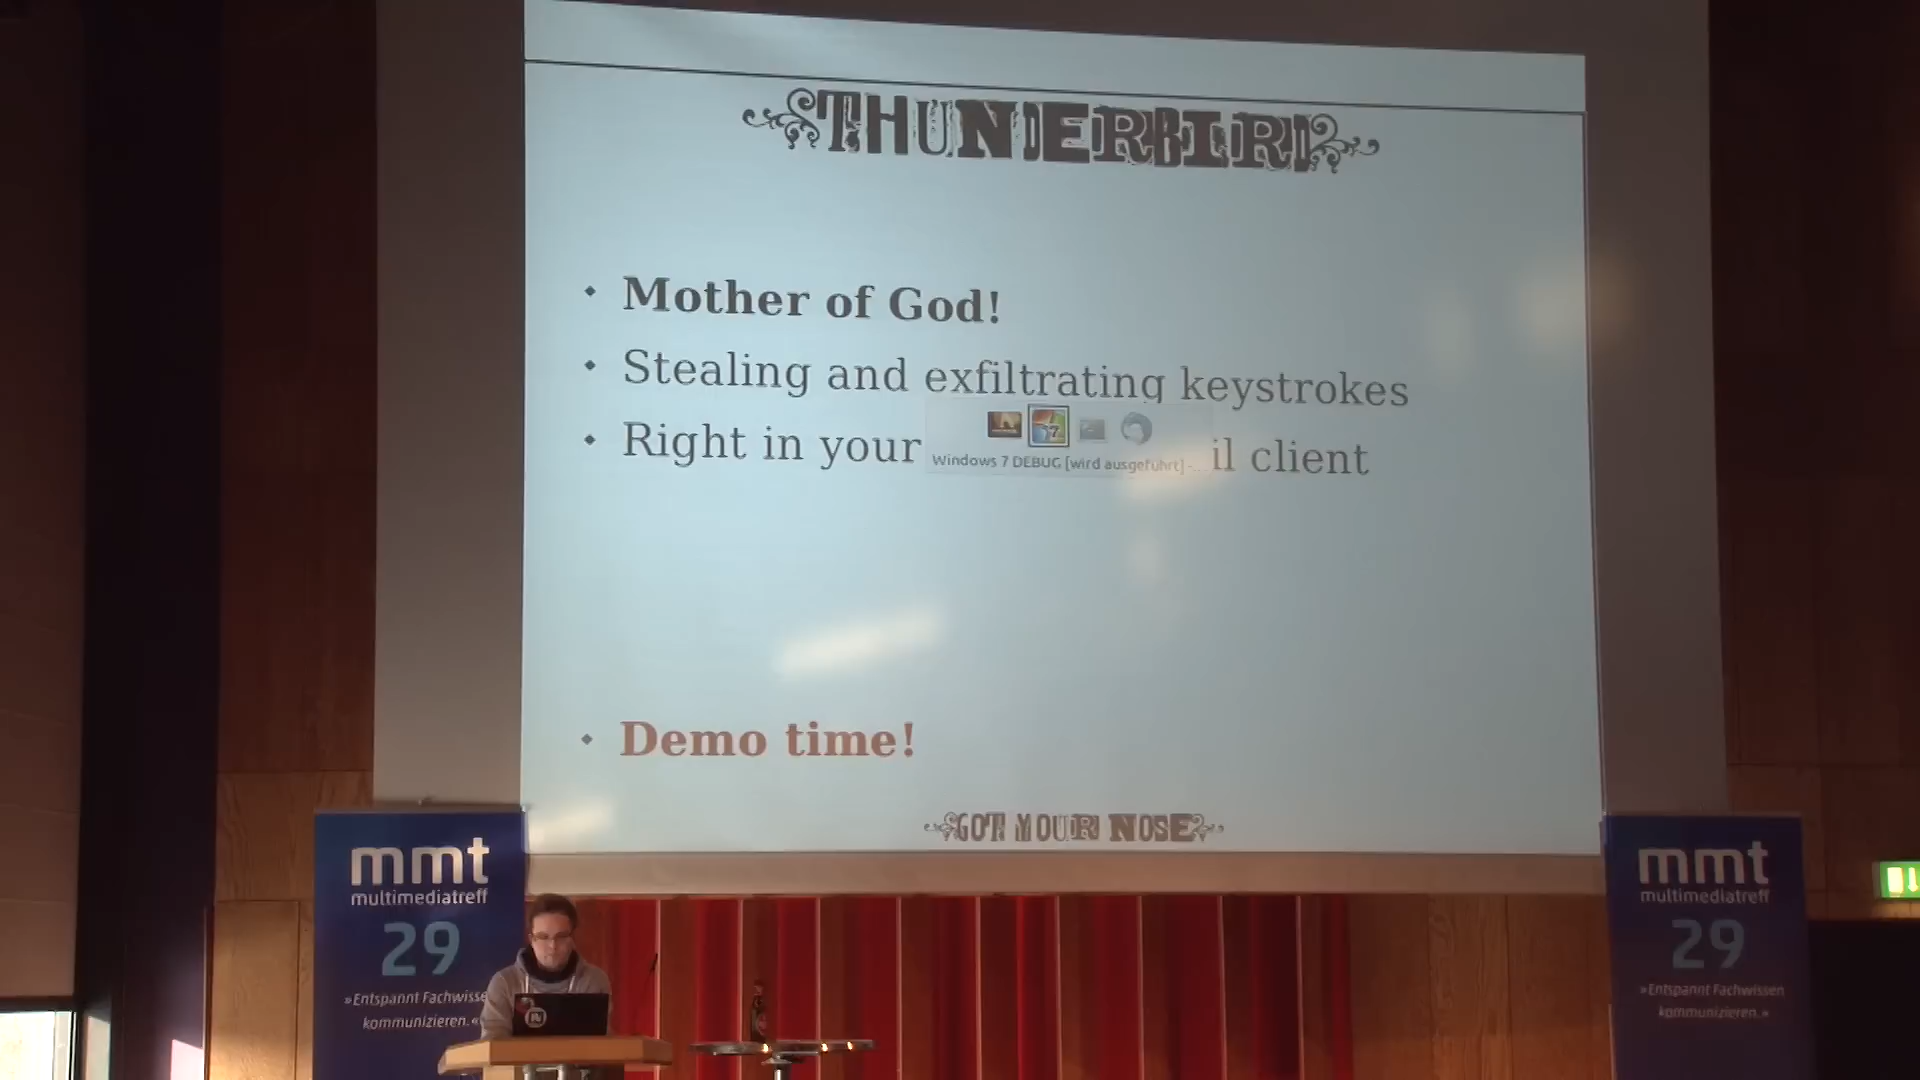 THUNDERBIRD
Mother of God!
Stealing and exfiltrating keystrokes
Right in your il client
Windows 7 DEBUG [wird ausgeführt] -...
Demo time!
GOT YOUR NOSE
mmt
multimediatreff
29
»Entspannt Fachwisse
kommunizieren.«
mmt
multimediatreff
29
»Entspannt Fachwissen
kommunizieren.»